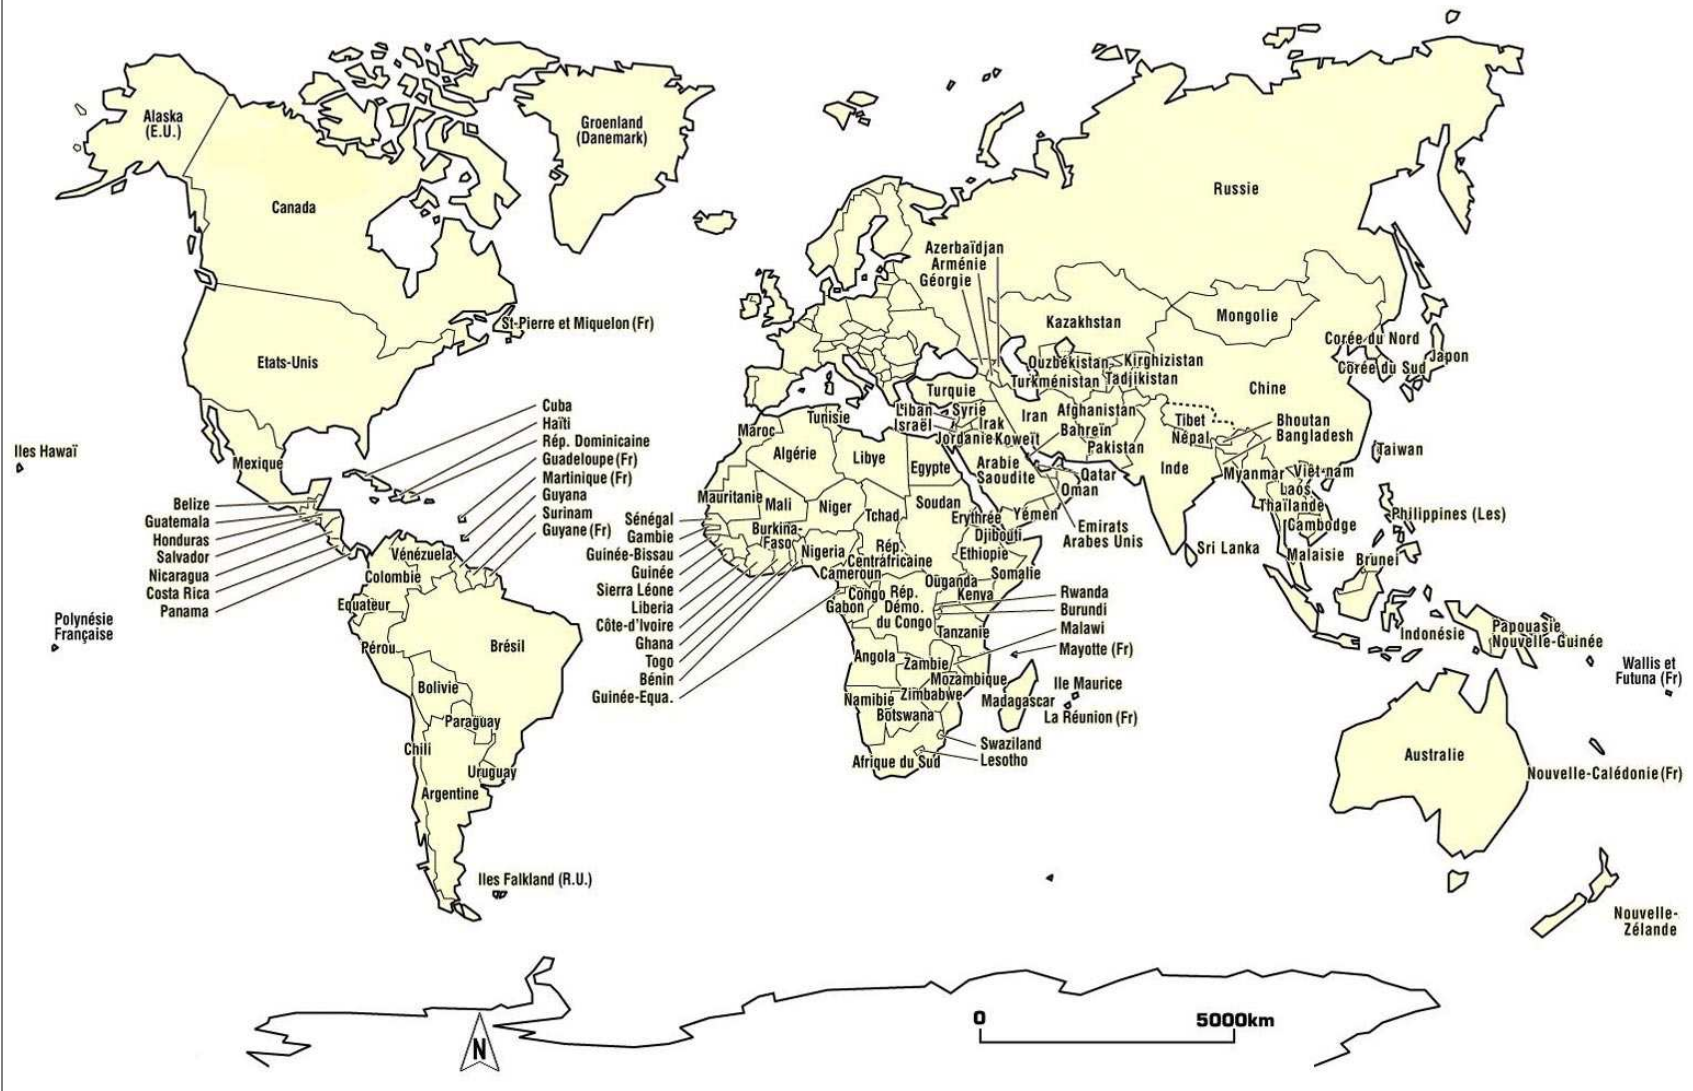 Alaska
(E.U.)
Groenland
(Danemark)
Canada
Russie
Azerbaïdjan
Arménie
Géorgie
St-Pierre et Miquelon (Fr)
Kazakhstan
Mongolie
Etats-Unis
Corée du Nord
Japon
Corée du Sud
Ouzbékistan
Kirghizistan
Turkménistan
Tadjikistan
Chine
Turquie
Cuba
Haïti
Rép. Dominicaine
Guadeloupe (Fr)
Martinique (Fr)
Guyana
Surinam
Guyane (Fr)
Tunisie
Liban
Syrie
Israël
Irak
Iran
Afghanistan
Tibet
Bhoutan
Maroc
Jordanie
Koweït
Bahreïn
Népal
Bangladesh
Iles Hawaï
Mexique
Algérie
Libye
Egypte
Arabie
Saoudite
Pakistan
Taiwan
Qatar
Inde
Myanmar
Viêt-nam
Oman
Laos
Belize
Guatemala
Honduras
Salvador
Nicaragua
Costa Rica
Panama
Mauritanie
Mali
Niger
Tchad
Soudan
Erythrée
Yémen
Thaïlande
Philippines (Les)
Cambodge
Sénégal
Gambie
Guinée-Bissau
Guinée
Sierra Léone
Liberia
Côte-d'Ivoire
Ghana
Togo
Bénin
Guinée-Equa.
Burkina-
Faso
Nigeria
Rép.
Centrafricaine
Djibouti
Ethiopie
Emirats
Arabes Unis
Sri Lanka
Malaisie
Brunei
Vénézuela
Colombie
Cameroun
Ouganda
Somalie
Kenya
Equateur
Congo
Gabon
Rép.
Démo.
du Congo
Rwanda
Burundi
Malawi
Mayotte (Fr)
Polynésie
Française
Pérou
Brésil
Tanzanie
Indonésie
Papouasie
Nouvelle-Guinée
Angola
Zambie
Wallis et
Futuna (Fr)
Bolivie
Mozambique
Ile Maurice
Namibie
Zimbabwe
Madagascar
Botswana
La Réunion (Fr)
Paraguay
Chili
Swaziland
Lesotho
Afrique du Sud
Australie
Uruguay
Nouvelle-Calédonie (Fr)
Argentine
Iles Falkland (R.U.)
Nouvelle-
Zélande
0 5000km
N